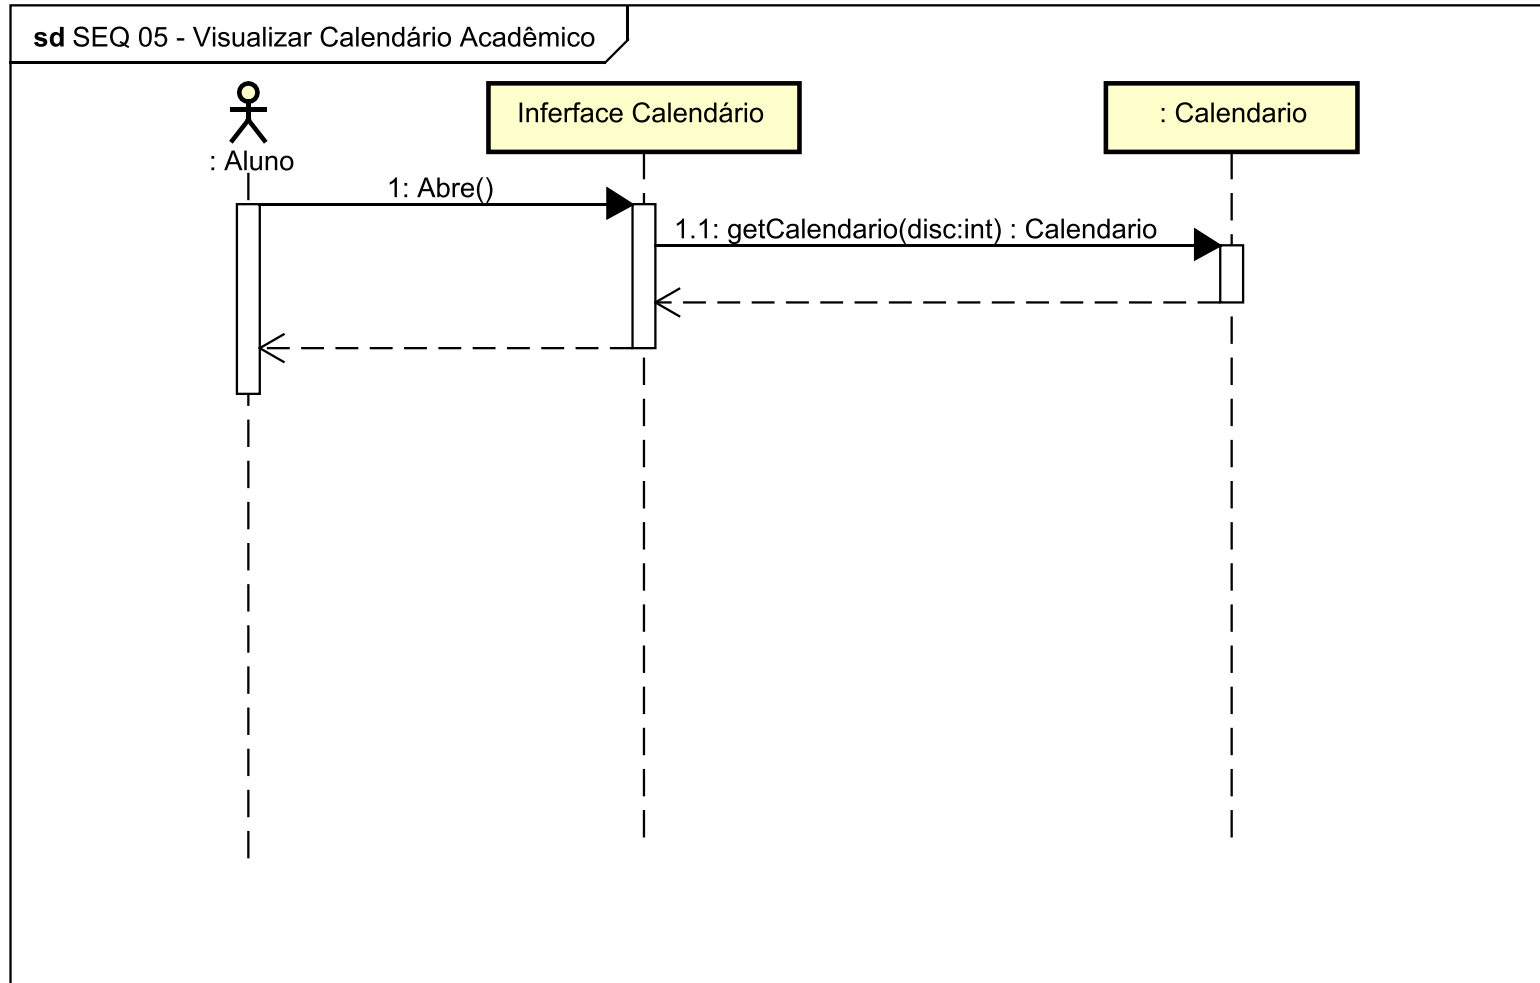 sd SEQ 05 - Visualizar Calendário Acadêmico
Inferface Calendário
: Calendario
: Aluno
1: Abre()
1.1: getCalendario(disc:int) : Calendario